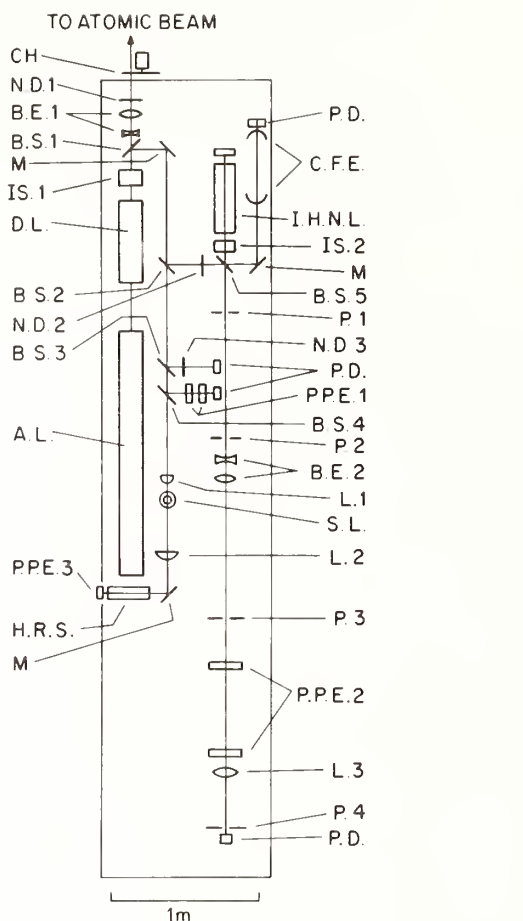 TO ATOMIC BEAM
CH
N.D.1
B.E.1
B.S.1
M
IS.1
D.L.
B.S.2
N.D.2
B.S.3
A.L.
P.P.E.3
H.R.S.
M
P.D.
C.F.E.
I.H.N.L.
IS.2
M
B.S.5
P.1
N.D 3
P.D.
P.P.E.1
B.S.4
P.2
B.E.2
L.1
S.L.
L.2
P.3
P.P.E.2
L.3
P.4
P.D.
1m